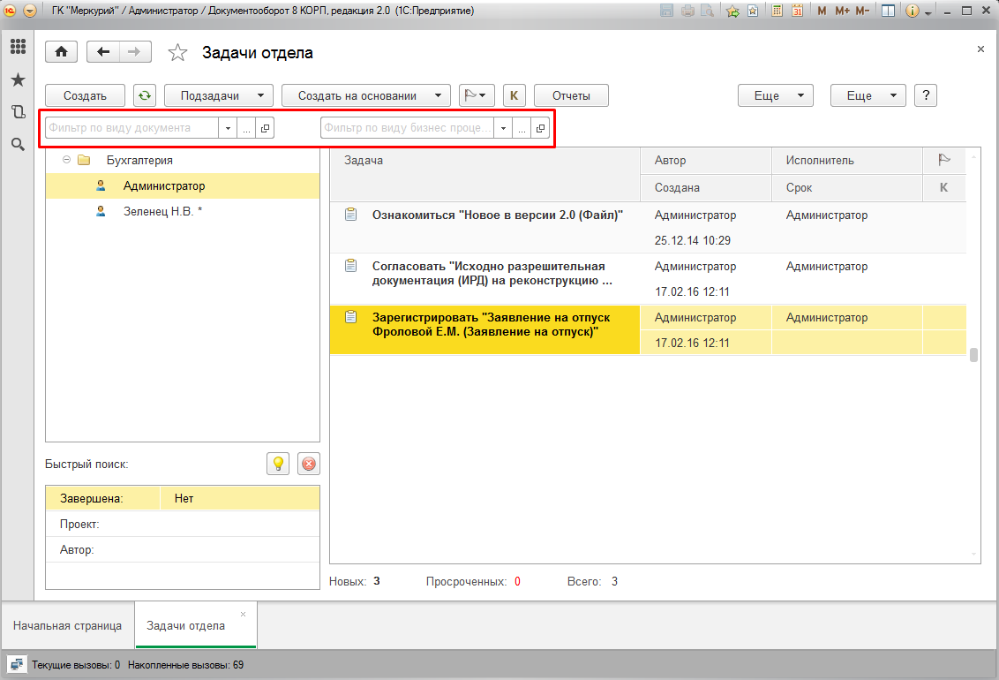 ГК "Меркурий" / Администратор / Документооборот 8 КОРП, редакция 2.0 (1С:Предприятие)
31 M M+ M- i
Задачи отдела
Создать Подзадачи Создать на основании К Отчеты Еще Еще ?
Фильтр по виду документа ... Фильтр по виду бизнес проце... ...
Бухгалтерия
Администратор
Зеленец Н.В. *
Задача Автор Исполнитель
Создана Срок К
Ознакомиться "Новое в версии 2.0 (Файл)" Администратор Администратор
25.12.14 10:29
Согласовать "Исходно разрешительная Администратор Администратор
документация (ИРД) на реконструкцию ...
17.02.16 12:11
Зарегистрировать "Заявление на отпуск Администратор Администратор
Фроловой Е.М. (Заявление на отпуск)"
17.02.16 12:11
Быстрый поиск:
Завершена: Нет
Проект:
Автор:
Новых: 3 Просроченных: 0 Всего: 3
Начальная страница Задачи отдела
Текущие вызовы: 0 Накопленные вызовы: 69